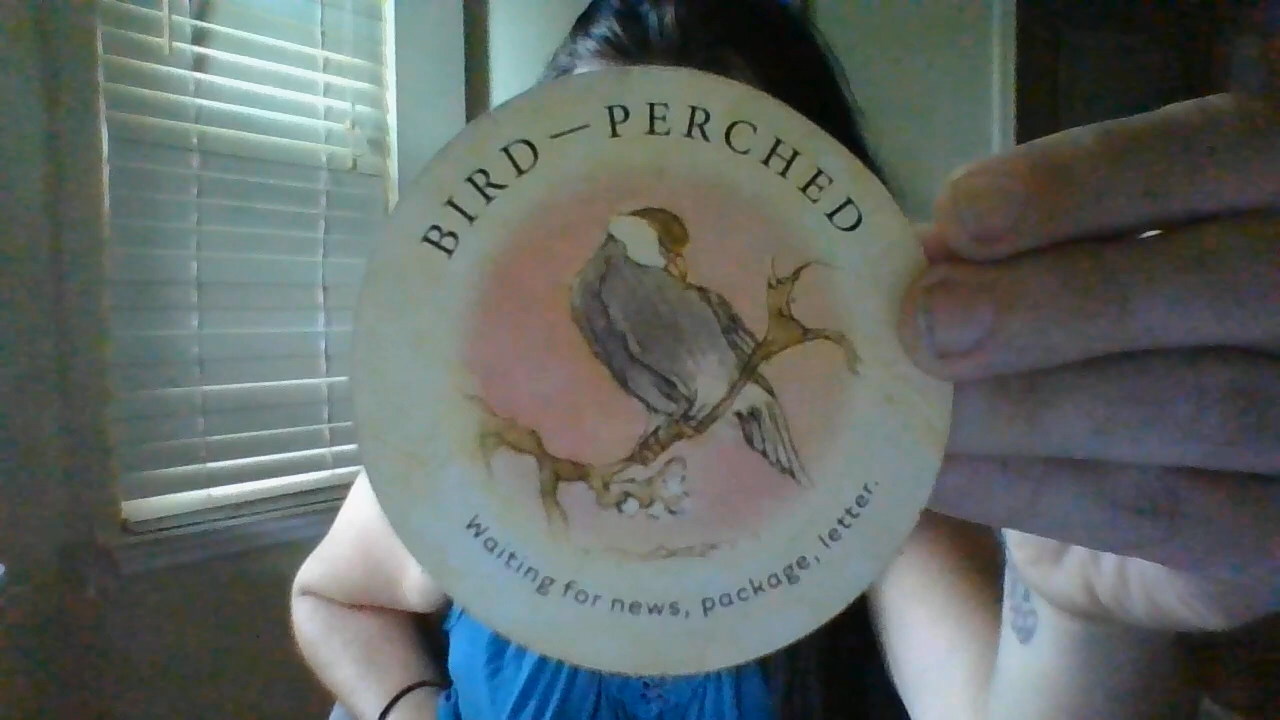 BIRD—PERCHED
Waiting for news, package, letter.